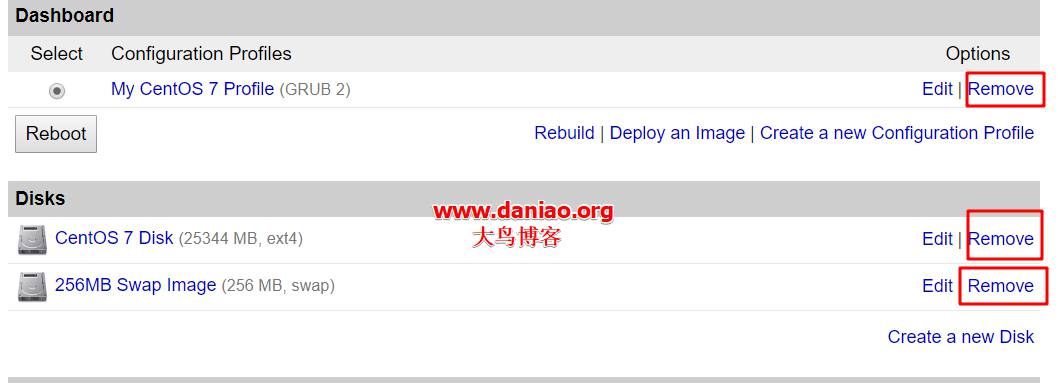 Dashboard
Select Configuration Profiles Options
My CentOS 7 Profile (GRUB 2) Edit | Remove
Reboot Rebuild | Deploy an Image | Create a new Configuration Profile
Disks
www.daniao.org
CentOS 7 Disk (25344 MB, ext4) Edit | Remove
大鸟博客
256MB Swap Image (256 MB, swap) Edit Remove
Create a new Disk